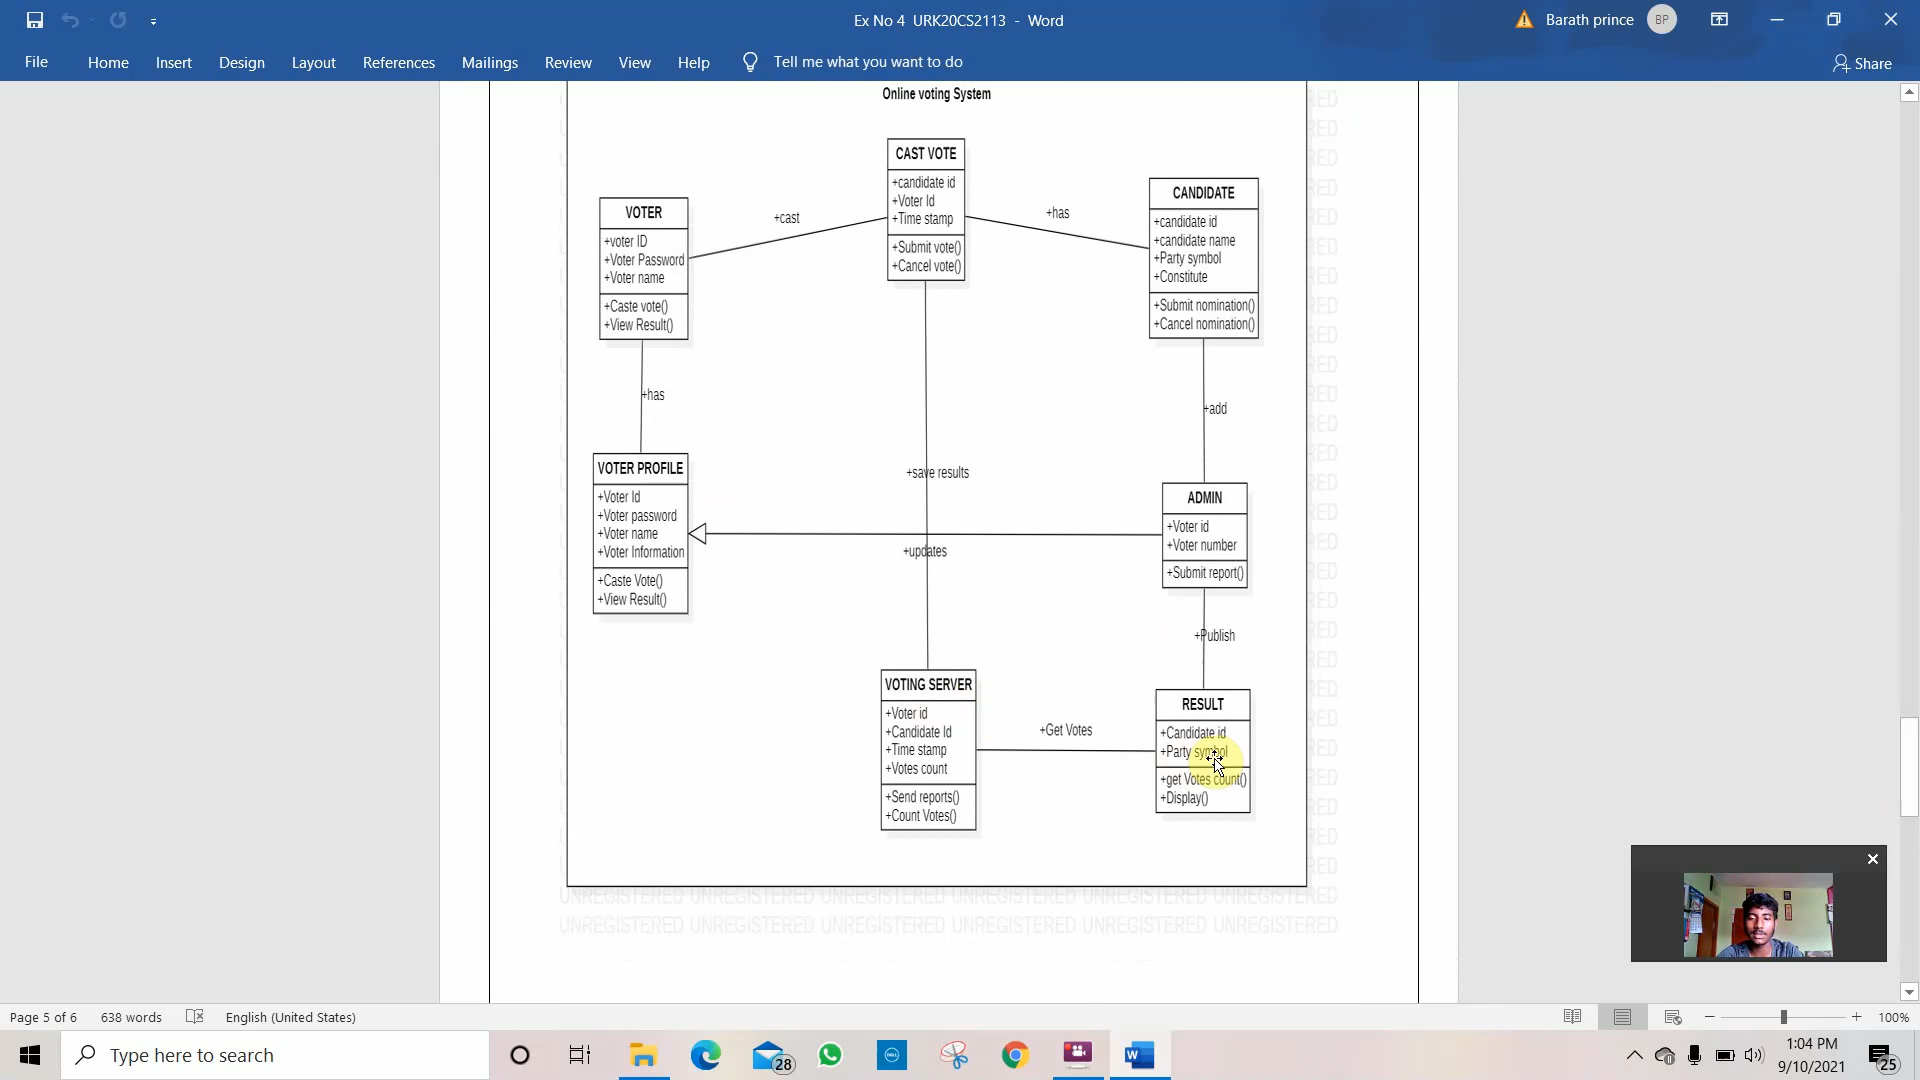 Ex No 4  URK20CS2113  -  Word
Barath prince
BP
File
Home
Insert
Design
Layout
References
Mailings
Review
View
Help
Tell me what you want to do
Share
Online voting System
CAST VOTE
+candidate id
+Voter Id
+Time stamp
+Submit vote()
+Cancel vote()
CANDIDATE
+candidate id
+candidate name
+Party symbol
+Constitute
+Submit nomination()
+Cancel nomination()
VOTER
+voter ID
+Voter Password
+Voter name
+Caste vote()
+View Result()
+cast
+has
+has
+add
VOTER PROFILE
+Voter Id
+Voter password
+Voter name
+Voter Information
+Caste Vote()
+View Result()
+save results
+updates
ADMIN
+Voter id
+Voter number
+Submit report()
+Publish
VOTING SERVER
+Voter id
+Candidate Id
+Time stamp
+Votes count
+Send reports()
+Count Votes()
+Get Votes
RESULT
+Candidate id
+Party symbol
+get Votes count()
+Display()
UNREGISTERED UNREGISTERED UNREGISTERED UNREGISTERED UNREGISTERED UNREGISTERED
UNREGISTERED UNREGISTERED UNREGISTERED UNREGISTERED UNREGISTERED UNREGISTERED
Page 5 of 6
638 words
English (United States)
100%
Type here to search
28
DELL
1:04 PM
9/10/2021
25